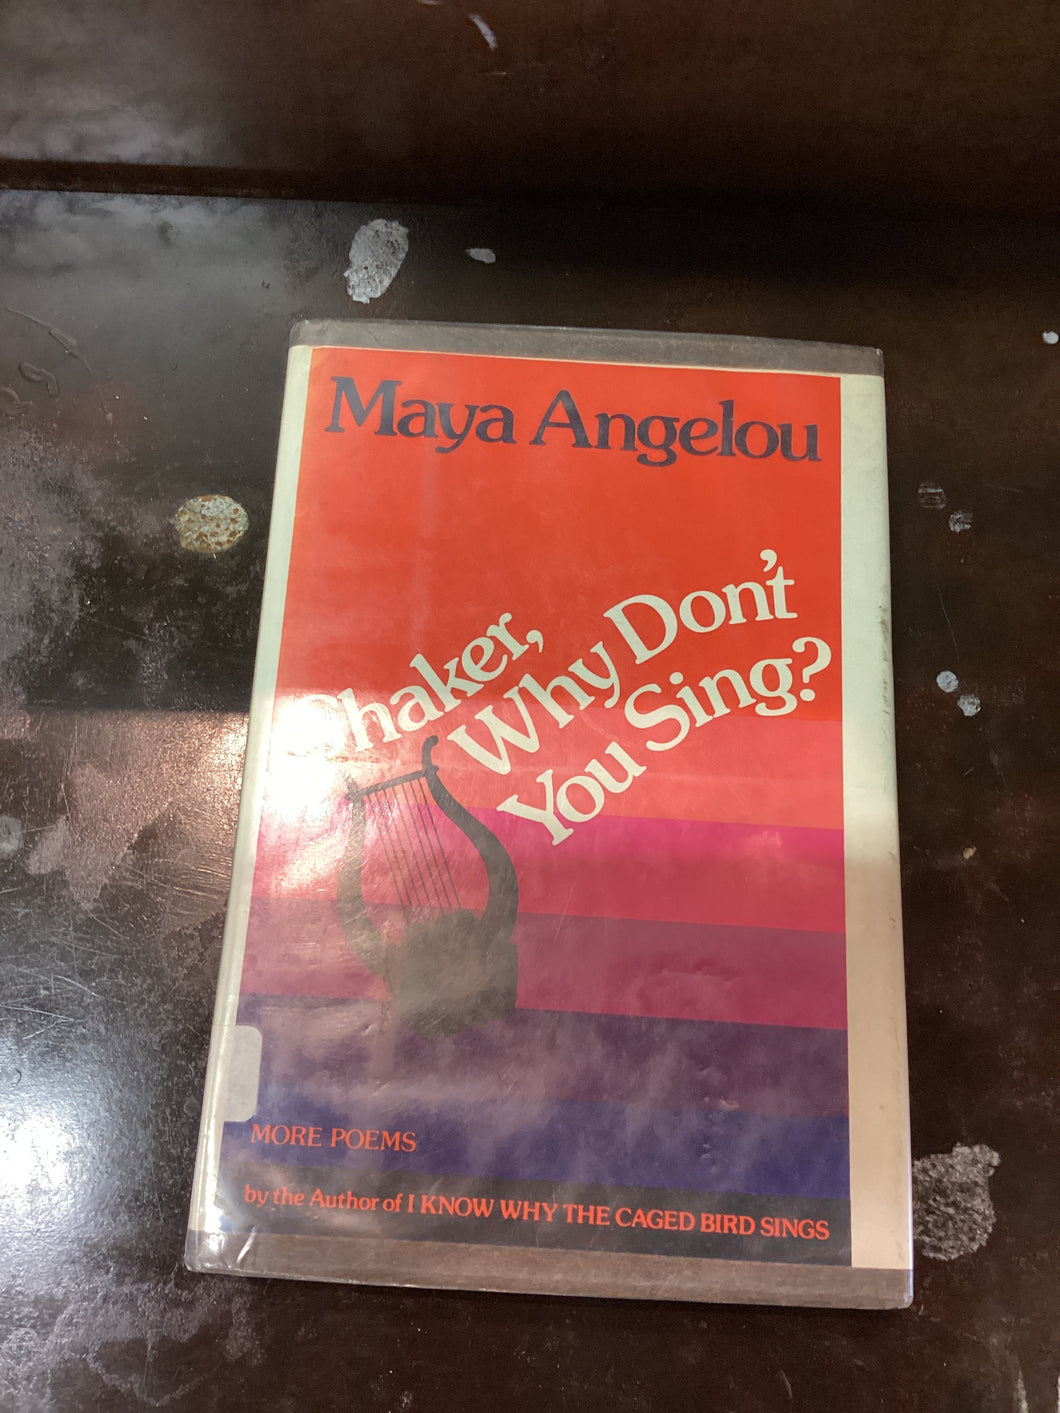 Maya Angelou
Shaker,
Why Don't
You Sing?
MORE POEMS
by the Author of I KNOW WHY THE CAGED BIRD SINGS